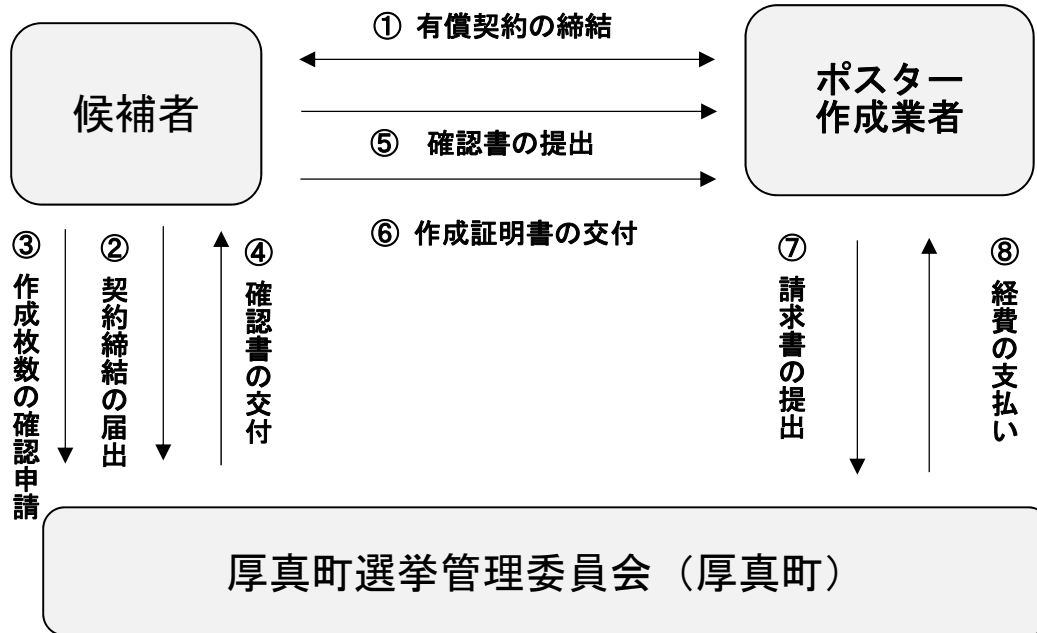 ① 有償契約の締結
候補者
ポスター
作成業者
⑤ 確認書の提出
⑥ 作成証明書の交付
③ 作成枚数の確認申請
② 契約締結の届出
④ 確認書の交付
⑦ 請求書の提出
⑧ 経費の支払い
厚真町選挙管理委員会（厚真町）